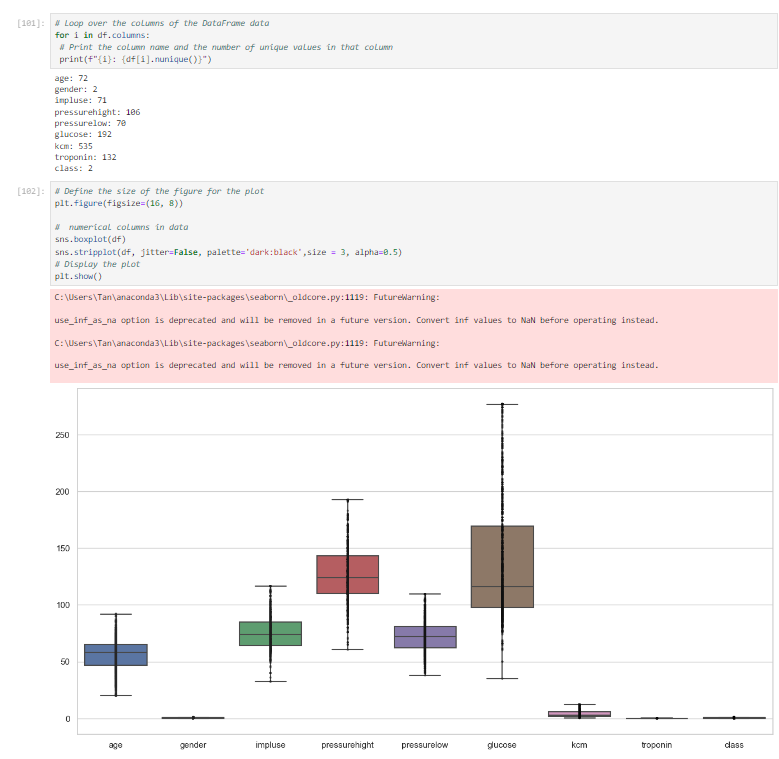 [101]: # Loop over the columns of the DataFrame data
for i in df.columns:
# Print the column name and the number of unique values in that column
print(f"{i}: {df[i].nunique()}")
age: 72
gender: 2
impluse: 71
pressurehight: 106
pressurelow: 70
glucose: 192
kcm: 535
troponin: 132
class: 2
[102]: # Define the size of the figure for the plot
plt.figure(figsize=(16, 8))
# numerical columns in data
sns.boxplot(df)
sns.stripplot(df, jitter=False, palette='dark:black',size = 3, alpha=0.5)
# Display the plot
plt.show()
C:\Users\Tan\anaconda3\Lib\site-packages\seaborn\_oldcore.py:1119: FutureWarning:
use_inf_as_na option is deprecated and will be removed in a future version. Convert inf values to NaN before operating instead.
C:\Users\Tan\anaconda3\Lib\site-packages\seaborn\_oldcore.py:1119: FutureWarning:
use_inf_as_na option is deprecated and will be removed in a future version. Convert inf values to NaN before operating instead.
250
200
150
100
50
0
age gender impluse pressurehight pressurelow glucose kcm troponin class